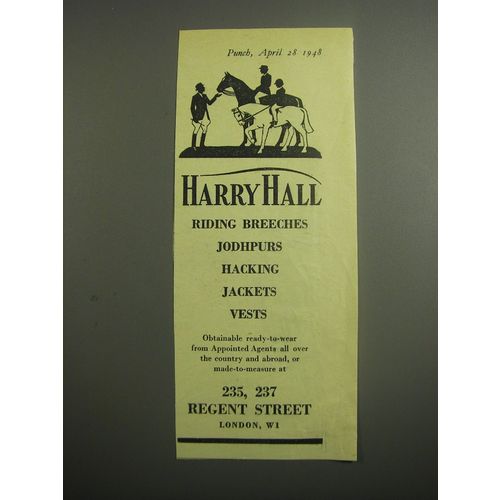 Punch, April 28 1948
HARRY HALL
RIDING BREECHES
JODHPURS
HACKING
JACKETS
VESTS
Obtainable ready-to-wear
from Appointed Agents all over
the country and abroad, or
made-to-measure at
235, 237
REGENT STREET
LONDON, W1